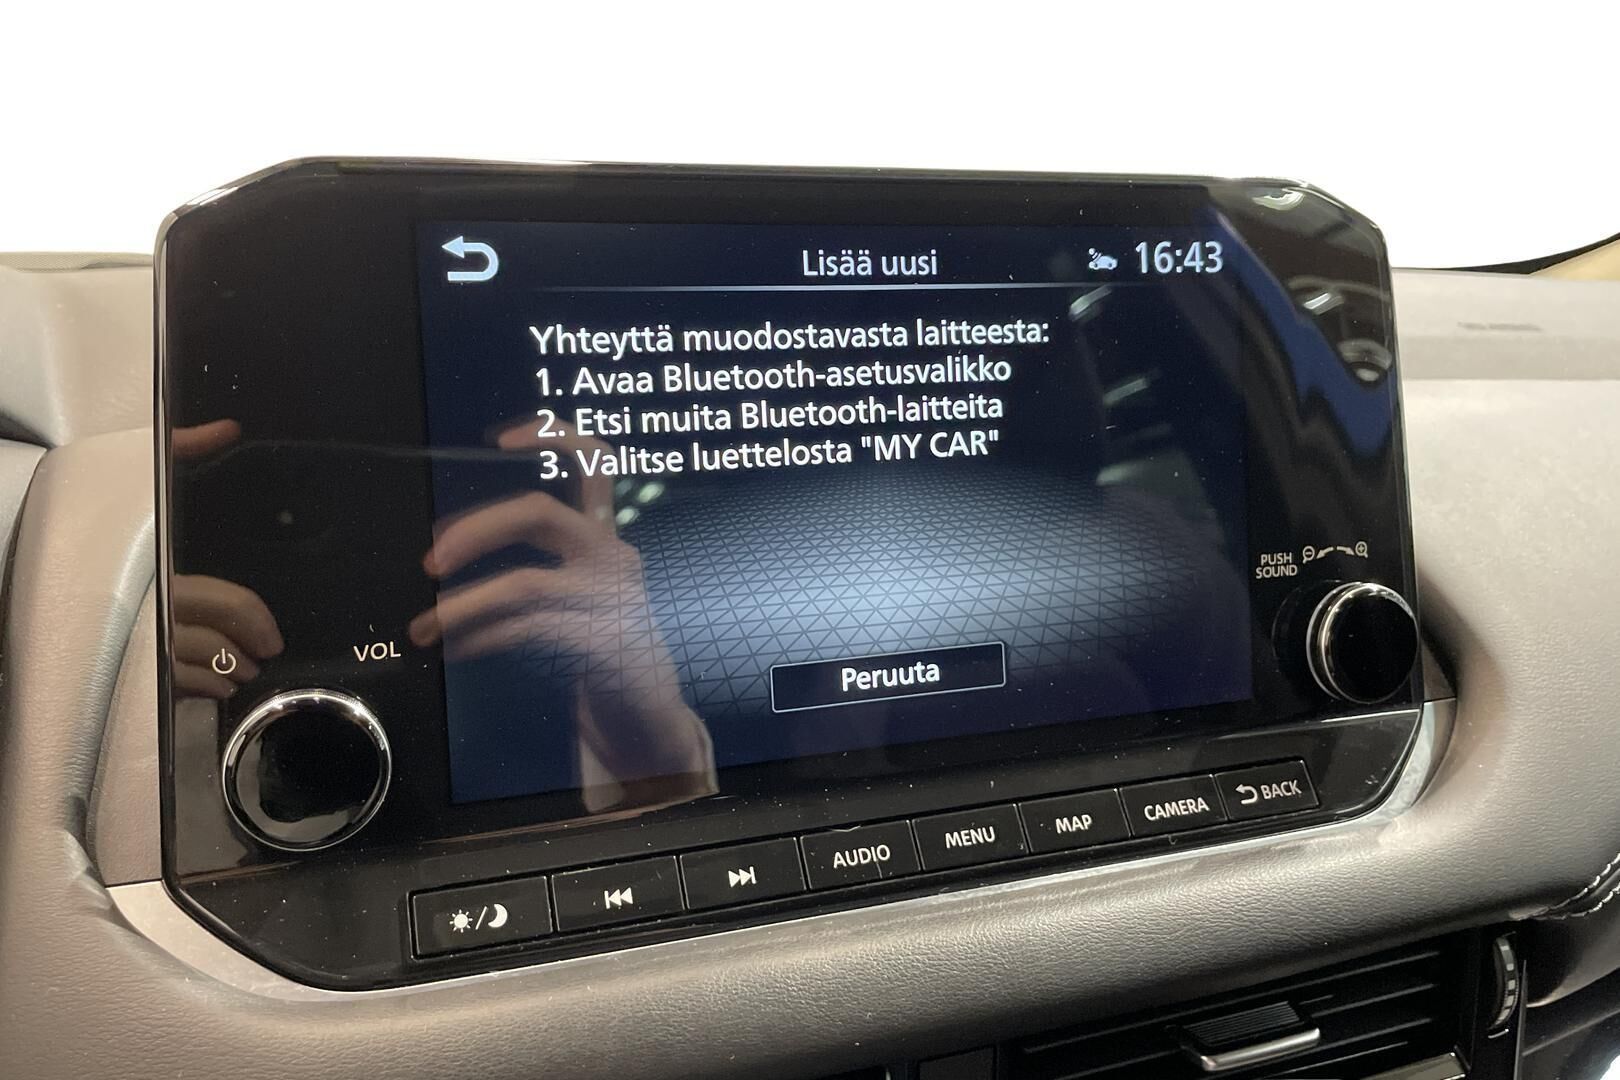 Lisää uusi
16:43
Yhteyttä muodostavasta laitteesta:
1. Avaa Bluetooth-asetusvalikko
2. Etsi muita Bluetooth-laitteita
3. Valitse luettelosta "MY CAR"
Peruuta
VOL
PUSH
SOUND
AUDIO
MENU
MAP
CAMERA
BACK